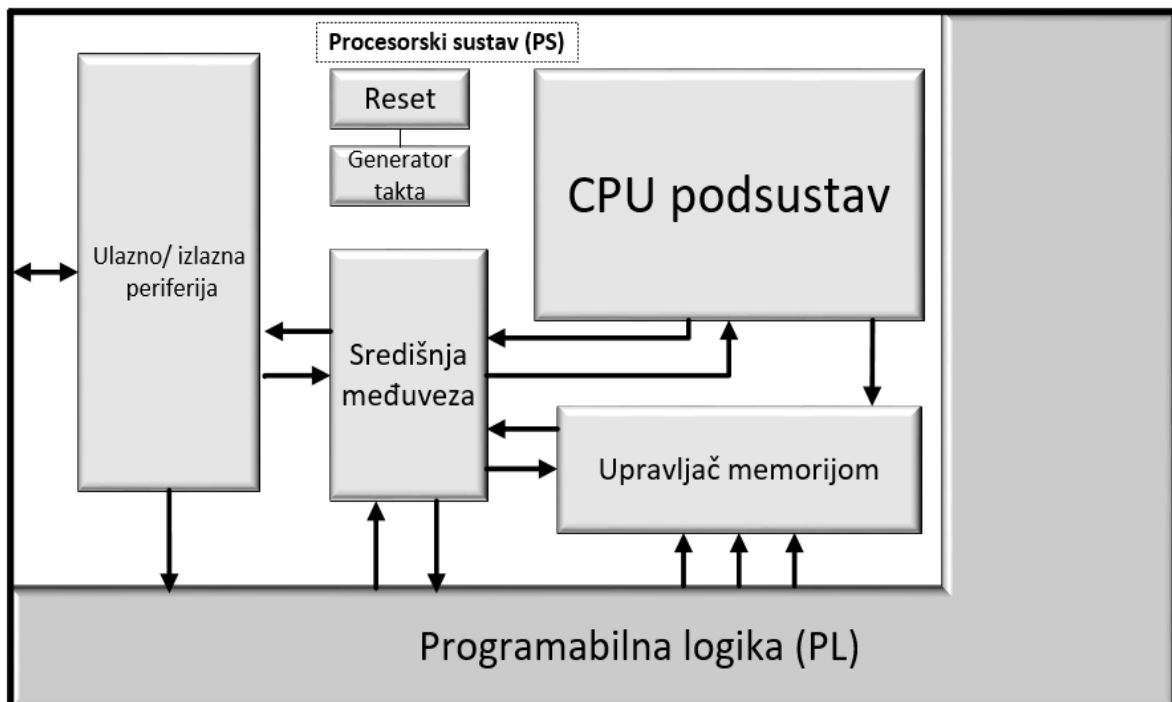 Procesorski sustav (PS)
Reset
Generator
takta
CPU podsustav
Ulazno/ izlazna
periferija
Središnja
međuveza
Upravljač memorijom
Programabilna logika (PL)